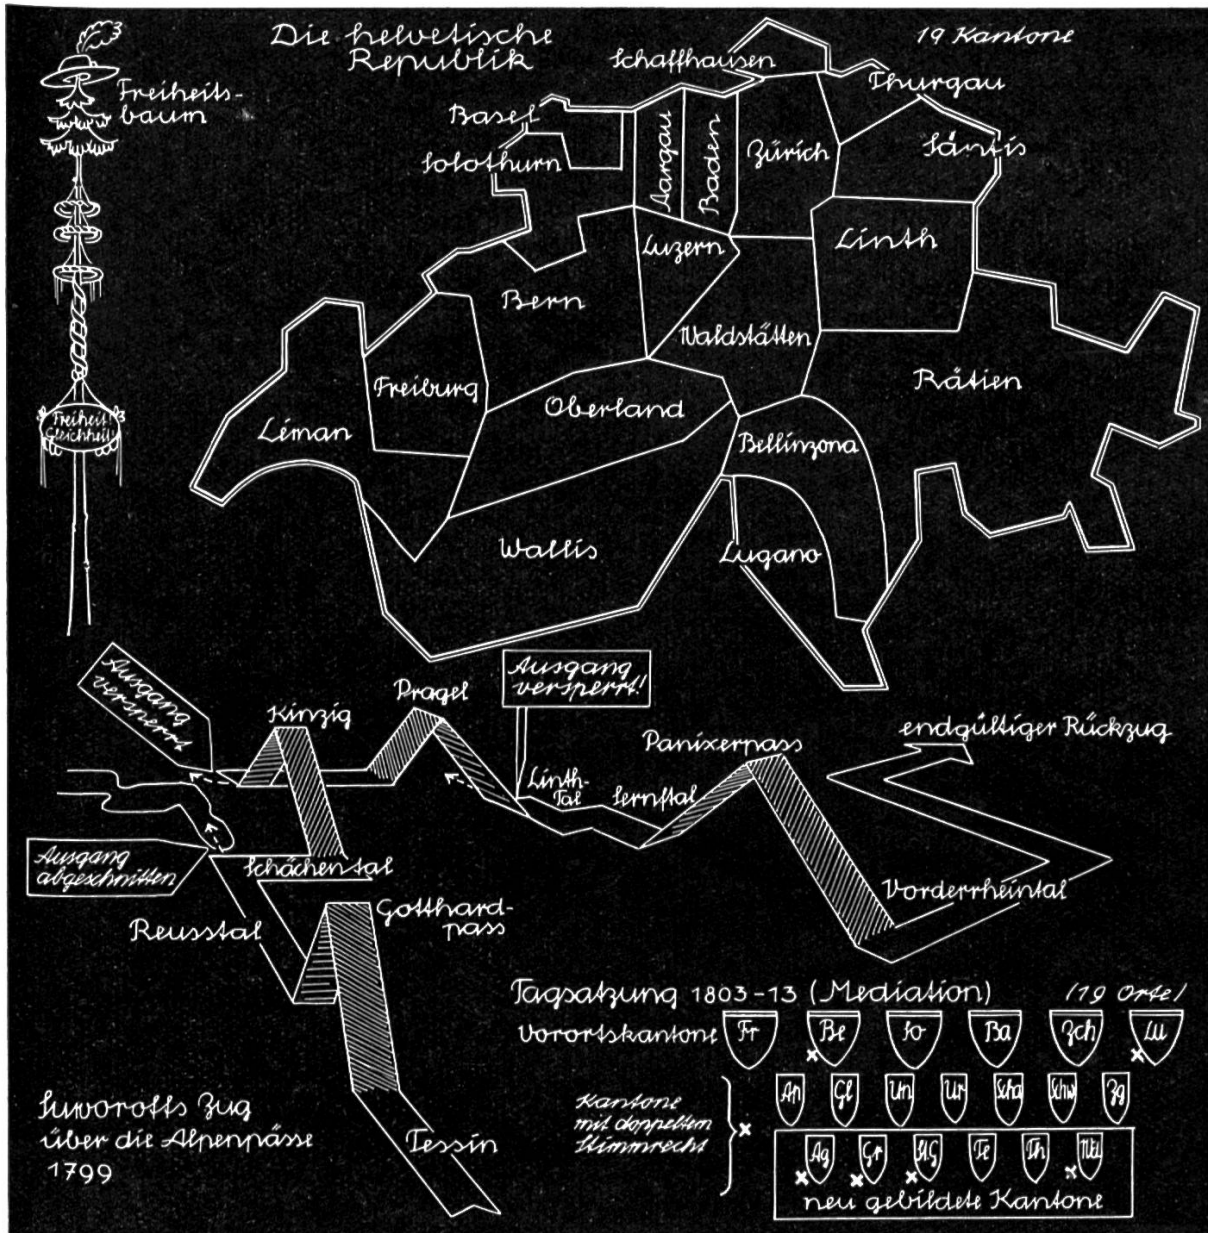 Die helvetische
Republik
19 Kantone
Freiheits-
baum
Freiheit!
Gleichheit!
Schaffhausen
Thurgau
Basel
Solothurn
Aargau
Baden
Zürich
Säntis
Luzern
Linth
Bern
Waldstätten
Freiburg
Oberland
Rätien
Léman
Bellinzona
Wallis
Lugano
Ausgang
versperrt
Kinzig
Pragel
Ausgang
versperrt!
Panixerpass
endgültiger Rückzug
Linth-
Tal
Sernftal
Ausgang
abgeschnitten
Schächental
Reusstal
Gotthard-
pass
Vorderrheintal
Tessin
Suworoffs Zug
über die Alpenpässe
1799
Tagsatzung 1803-13 (Mediation) (19 Orte)
Vorortskantone Fr Be So Ba Zch Lu
Kantone
mit doppeltem
Stimmrecht
Ap Gl Un Ur Scha Schw Zg
Ag Gr St.G Te Th Wd
neu gebildete Kantone